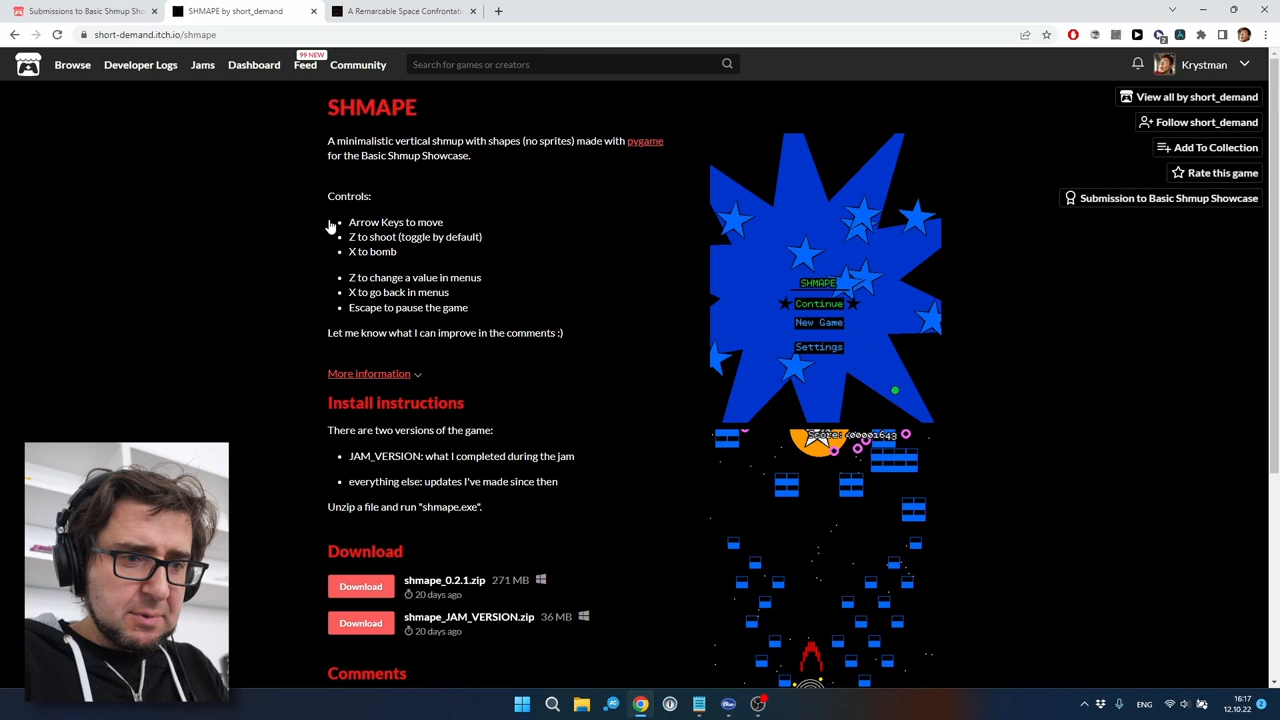 Submissions to Basic Shmup Sho
SHMAPE by short_demand
A Remarcable Space Confrontati
short-demand.itch.io/shmape
Browse
Developer Logs
Jams
Dashboard
99 NEW
Feed
Community
Search for games or creators
Krystman
View all by short_demand
Follow short_demand
Add To Collection
Rate this game
Submission to Basic Shmup Showcase
SHMAPE
A minimalistic vertical shmup with shapes (no sprites) made with pygame
for the Basic Shmup Showcase.
Controls:
Arrow Keys to move
Z to shoot (toggle by default)
X to bomb
Z to change a value in menus
X to go back in menus
Escape to pause the game
Let me know what I can improve in the comments :)
More information
Install instructions
There are two versions of the game:
JAM_VERSION: what I completed during the jam
everything else: updates I've made since then
Unzip a file and run "shmape.exe".
Download
Download shmape_0.2.1.zip 271 MB
20 days ago
Download shmape_JAM_VERSION.zip 36 MB
20 days ago
Comments
SHMAPE
Continue
New Game
Settings
Score: 00001643
ENG
16:17
12.10.22
2